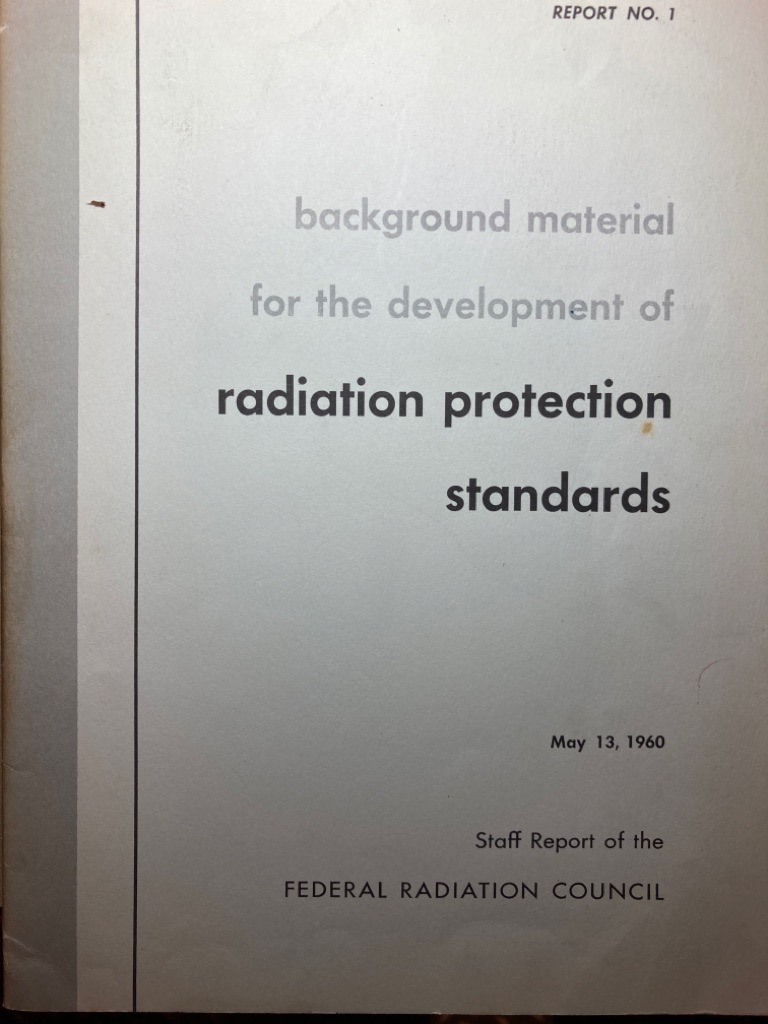 REPORT NO. 1
background material
for the development of
radiation protection
standards
May 13, 1960
Staff Report of the
FEDERAL RADIATION COUNCIL